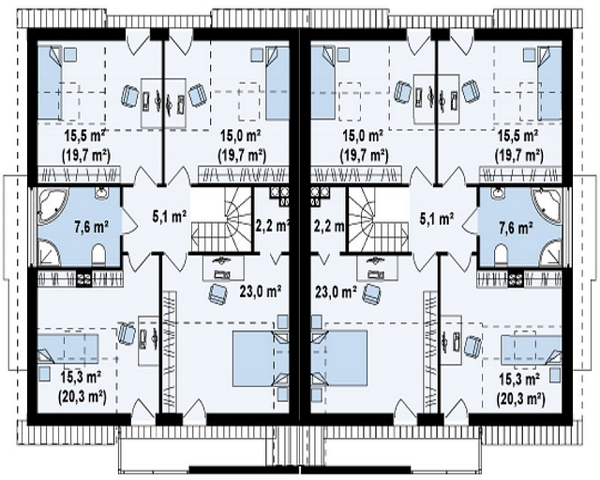 15,5 m²
(19,7 m²)
15,0 m²
(19,7 m²)
15,0 m²
(19,7 m²)
15,5 m²
(19,7 m²)
7,6 m²
5,1 m²
2,2 m²
2,2 m
5,1 m²
7,6 m²
23,0 m²
23,0 m²
15,3 m²
(20,3 m²)
15,3 m²
(20,3 m²)